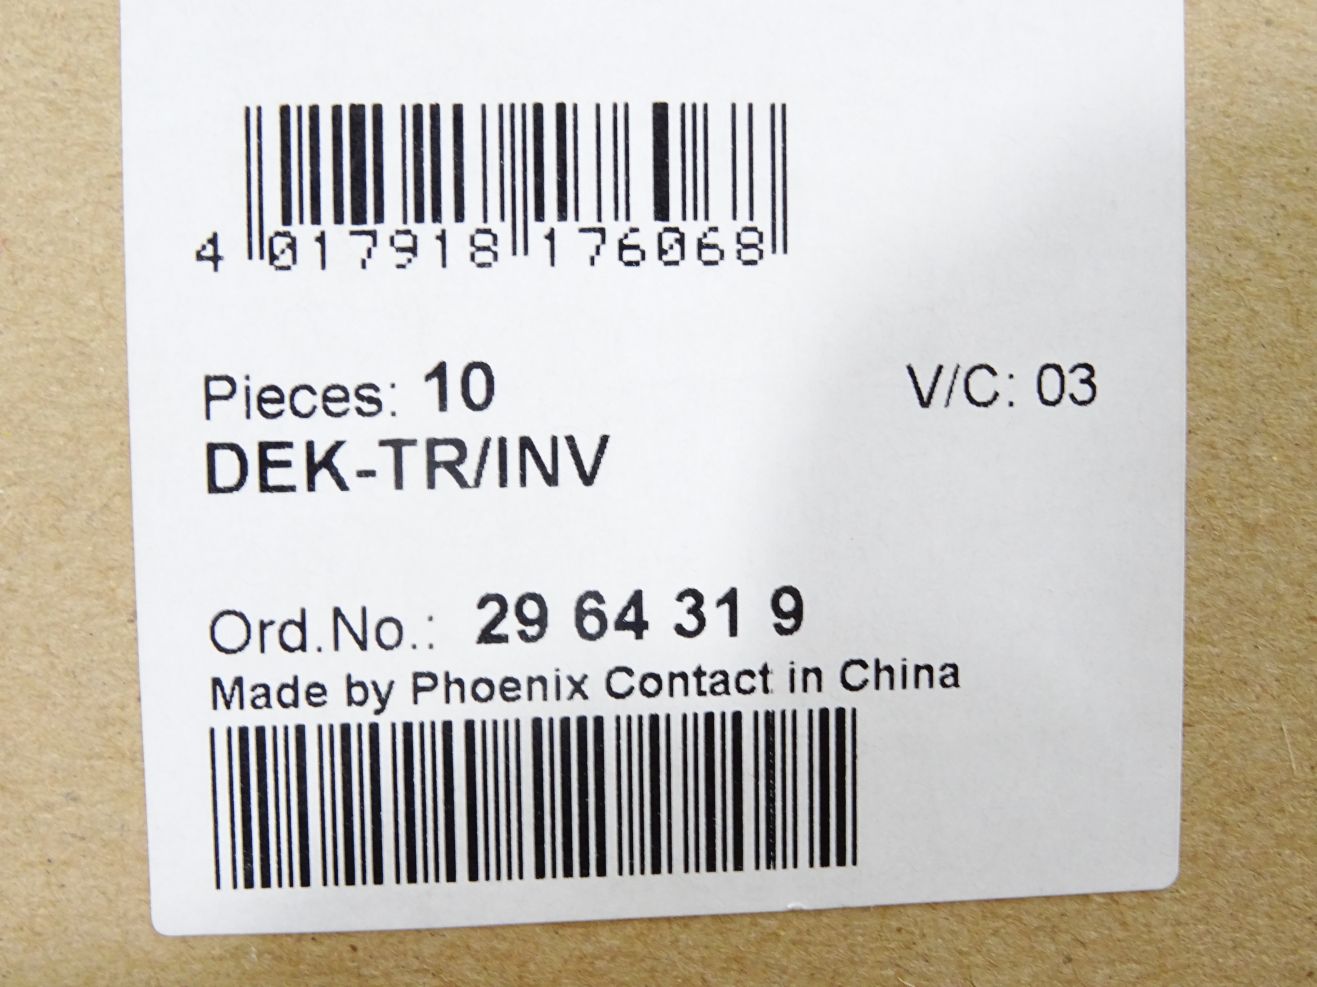 4 017918 176068
Pieces: 10 V/C: 03
DEK-TR/INV
Ord.No.: 29 64 31 9
Made by Phoenix Contact in China